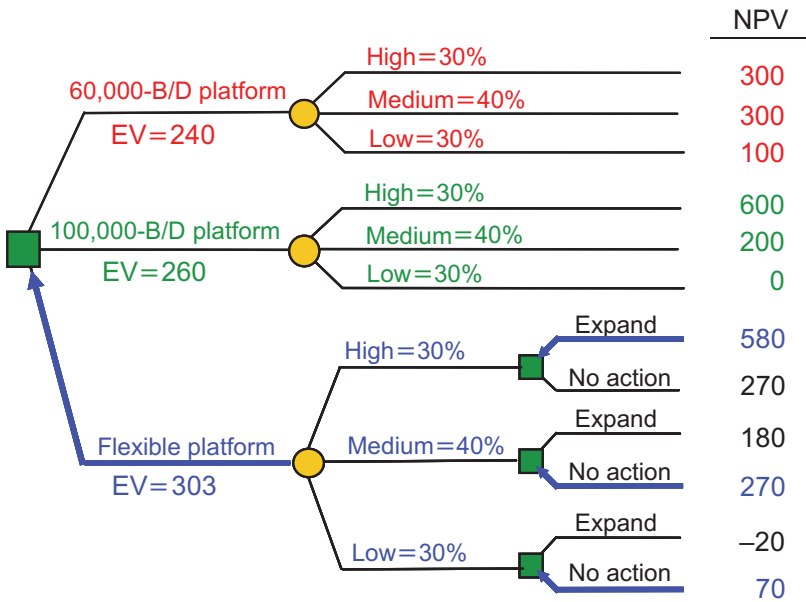 NPV
High=30%
300
60,000-B/D platform
Medium=40%
300
EV=240
Low=30%
100
High=30%
600
100,000-B/D platform
Medium=40%
200
EV=260
Low=30%
0
Expand
580
High=30%
No action
270
Expand
180
Flexible platform
Medium=40%
No action
270
EV=303
Expand
–20
Low=30%
No action
70